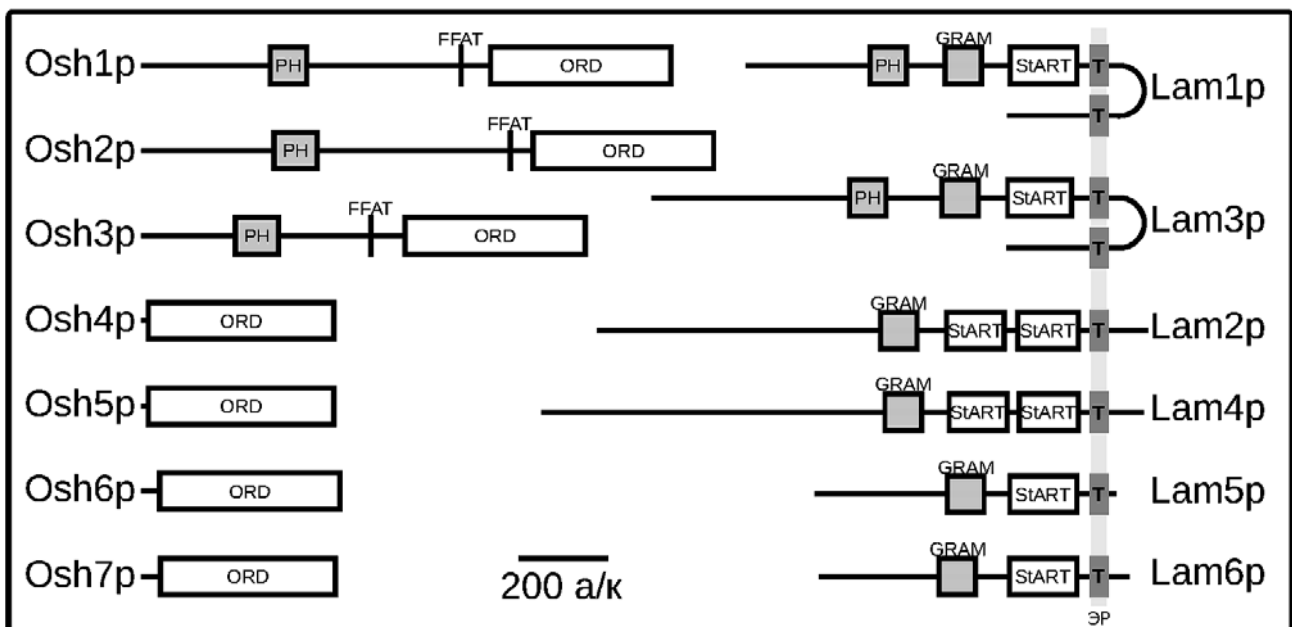 Osh1p PH FFAT ORD PH GRAM StART T T Lam1p
Osh2p PH FFAT ORD
Osh3p PH FFAT ORD PH GRAM StART T T Lam3p
Osh4p ORD GRAM StART StART T Lam2p
Osh5p ORD GRAM StART StART T Lam4p
Osh6p ORD GRAM StART T Lam5p
Osh7p ORD GRAM StART T Lam6p
200 а/к
ЭР